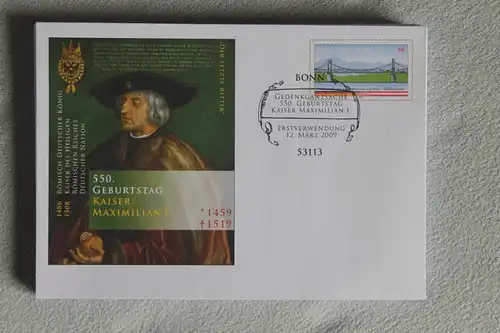 1486 RÖMISCH-DEUTSCHER KÖNIG
1508 KAISER DES HEILIGEN
RÖMISCHEN REICHES
DEUTSCHER NATION
DER LETZTE RITTER
550.
GEBURTSTAG
KAISER
MAXIMILIAN I.
*1459
†1519
BONN
GEDENKGANZSACHE
550. GEBURTSTAG
KAISER MAXIMILIAN I.
ERSTVERWENDUNG
12. MÄRZ 2009
53113